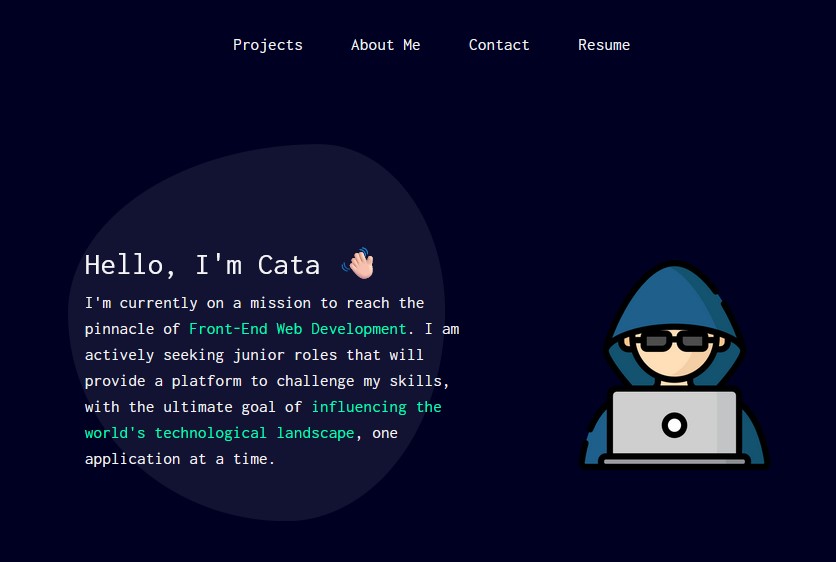 Projects About Me Contact Resume
Hello, I'm Cata 👋🏻
I'm currently on a mission to reach the
pinnacle of Front-End Web Development. I am
actively seeking junior roles that will
provide a platform to challenge my skills,
with the ultimate goal of influencing the
world's technological landscape, one
application at a time.